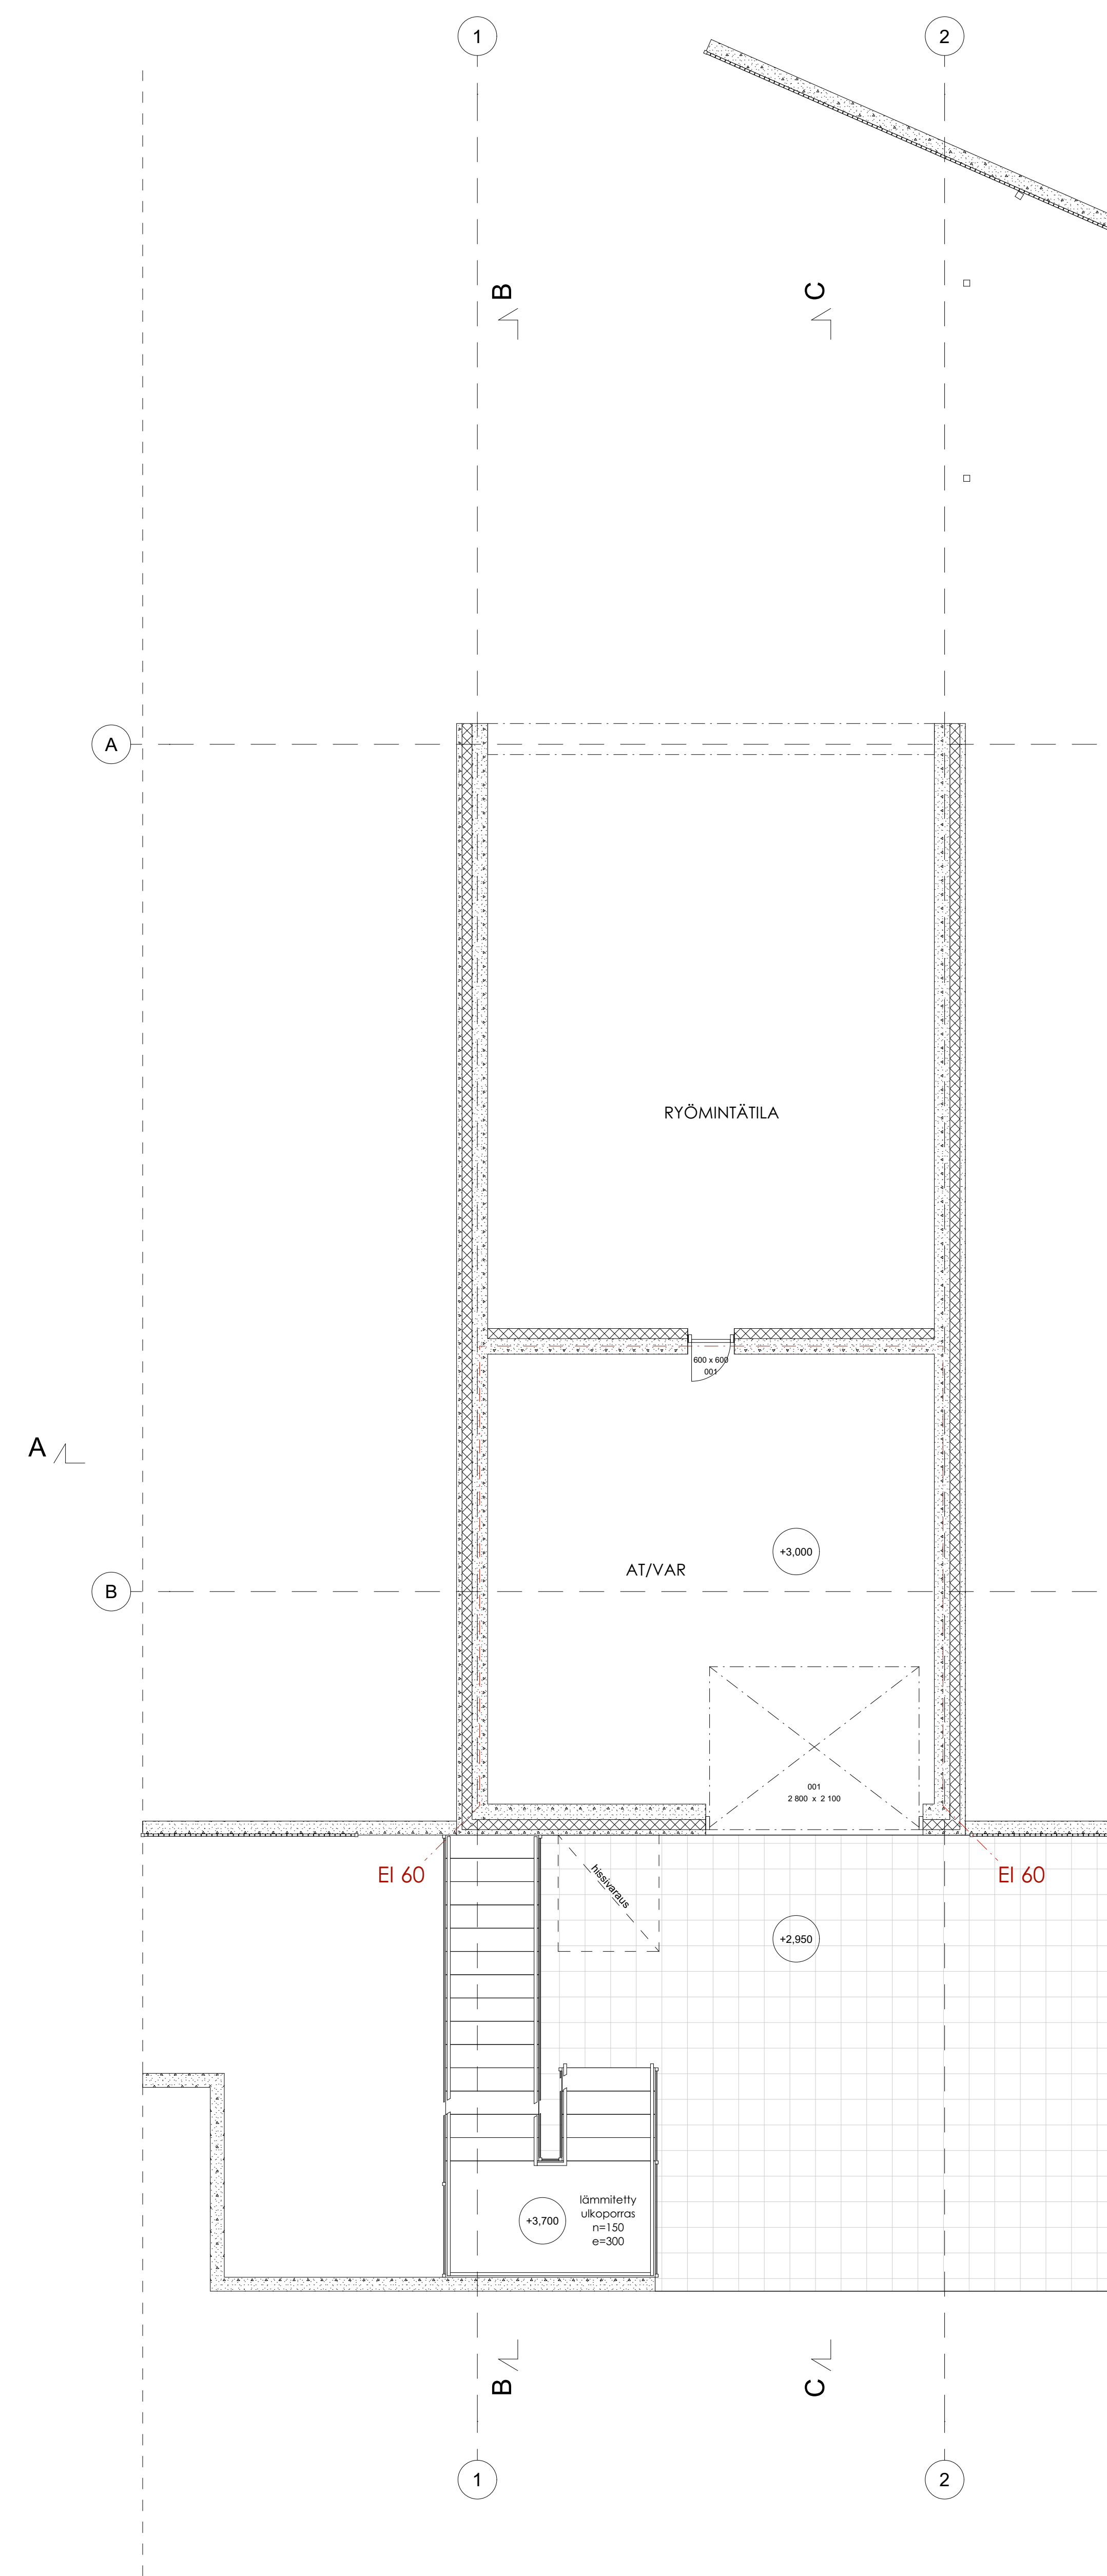 1
2
B
C
A
RYÖMINTÄTILA
600 x 600
001
A
+3,000
AT/VAR
B
001
2 800 x 2 100
EI 60
EI 60
hissivaraus
+2,950
lämmitetty
ulkoporras
n=150
e=300
+3,700
B
C
1
2